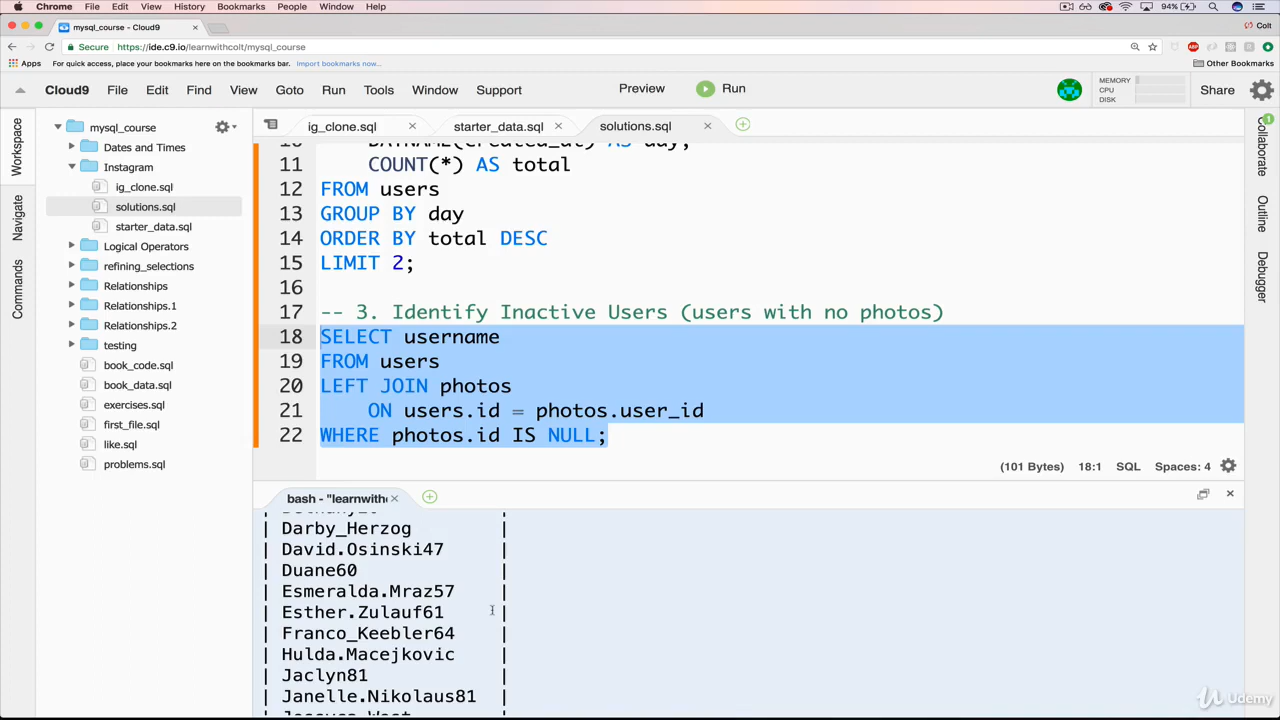 Chrome File Edit View History Bookmarks People Window Help 94%
mysql_course - Cloud9 Colt
Secure https://ide.c9.io/learnwithcolt/mysql_course
Apps For quick access, place your bookmarks here on the bookmarks bar. Import bookmarks now... Other Bookmarks
Cloud9 File Edit Find View Goto Run Tools Window Support Preview Run MEMORY CPU DISK Share
Workspace
Navigate
Commands
mysql_course
Dates and Times
Instagram
ig_clone.sql
solutions.sql
starter_data.sql
Logical Operators
refining_selections
Relationships
Relationships.1
Relationships.2
testing
book_code.sql
book_data.sql
exercises.sql
first_file.sql
like.sql
problems.sql
ig_clone.sql starter_data.sql solutions.sql
10 DAYNAME(created_at) AS day,
11 COUNT(*) AS total
12 FROM users
13 GROUP BY day
14 ORDER BY total DESC
15 LIMIT 2;
16
17 -- 3. Identify Inactive Users (users with no photos)
18 SELECT username
19 FROM users
20 LEFT JOIN photos
21 ON users.id = photos.user_id
22 WHERE photos.id IS NULL;
(101 Bytes) 18:1 SQL Spaces: 4
bash - "learnwith
| Darby_Herzog |
| David.Osinski47 |
| Duane60 |
| Esmeralda.Mraz57 |
| Esther.Zulauf61 |
| Franco_Keebler64 |
| Hulda.Macejkovic |
| Jaclyn81 |
| Janelle.Nikolaus81 |
Collaborate
1
Outline
Debugger
Udemy